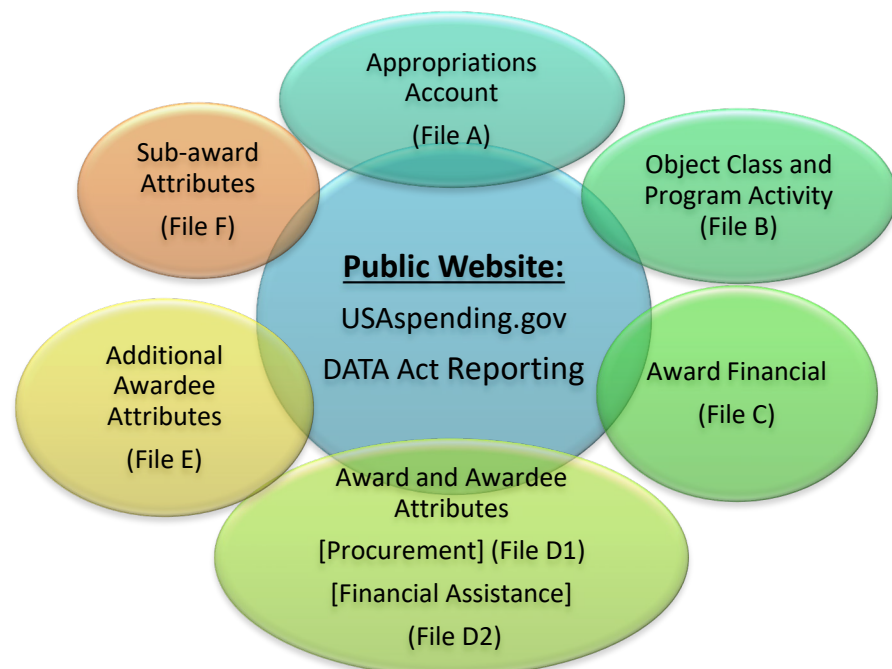 Appropriations
Account
(File A)
Object Class and
Program Activity
(File B)
Award Financial
(File C)
Award and Awardee
Attributes
[Procurement] (File D1)
[Financial Assistance]
(File D2)
Additional
Awardee
Attributes
(File E)
Sub-award
Attributes
(File F)
Public Website:
USAspending.gov
DATA Act Reporting